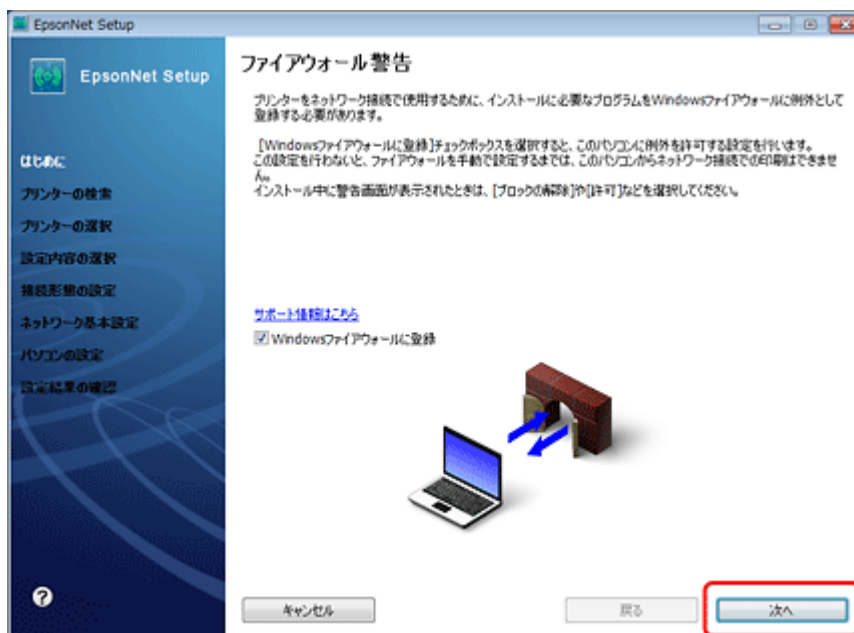 EpsonNet Setup
EpsonNet Setup
はじめに
プリンターの検索
プリンターの選択
設定内容の選択
接続形態の設定
ネットワーク基本設定
パソコンの設定
設定結果の確認
ファイアウォール警告
プリンターをネットワーク接続で使用するために、インストールに必要なプログラムをWindowsファイアウォールに例外として
登録する必要があります。
[Windowsファイアウォールに登録]チェックボックスを選択すると、このパソコンに例外を許可する設定を行います。
この設定を行わないと、ファイアウォールを手動で設定するまでは、このパソコンからネットワーク接続での印刷はできませ
ん。
インストール中に警告画面が表示されたときは、[ブロックの解除]や[許可]などを選択してください。
サポート情報はこちら
Windowsファイアウォールに登録
?
キャンセル
戻る
次へ